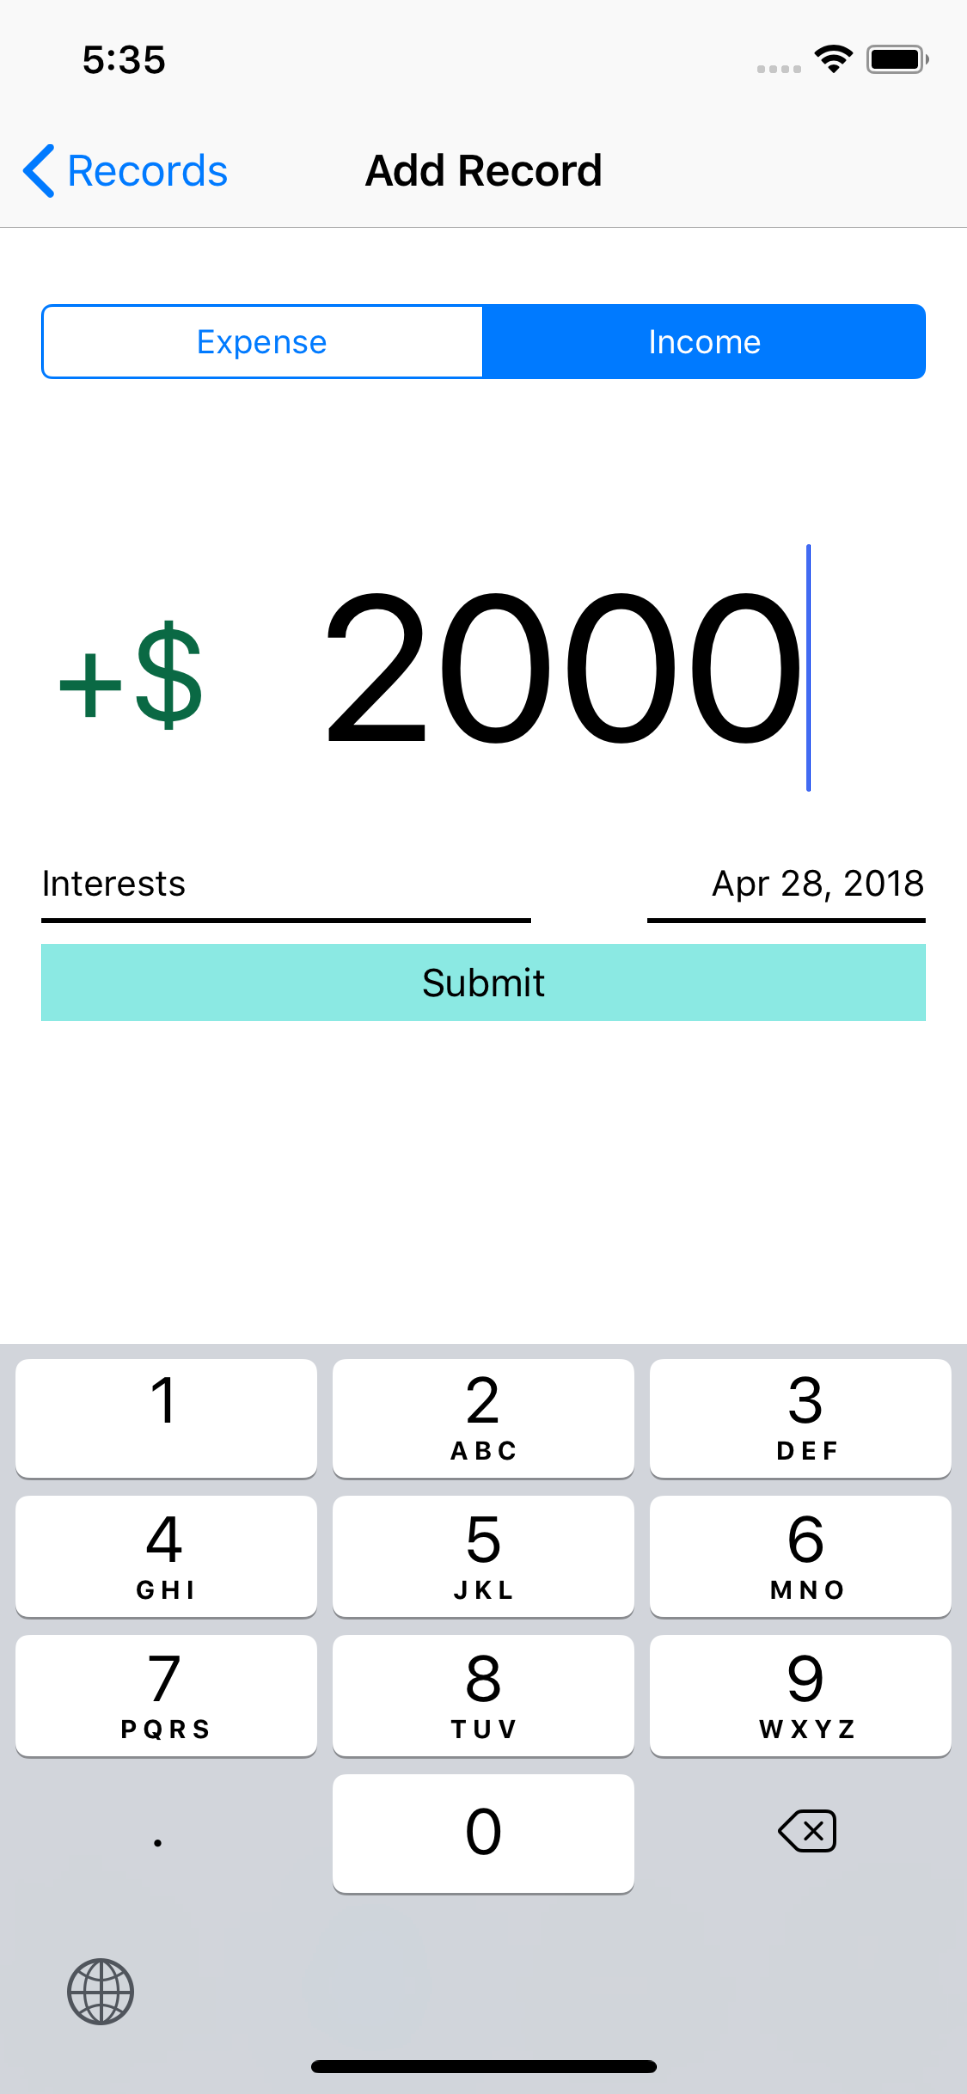 5:35
Records Add Record
Expense Income
+$ 2000
Interests Apr 28, 2018
Submit
1 2 3
ABC DEF
4 5 6
GHI JKL MNO
7 8 9
PQRS TUV WXYZ
. 0